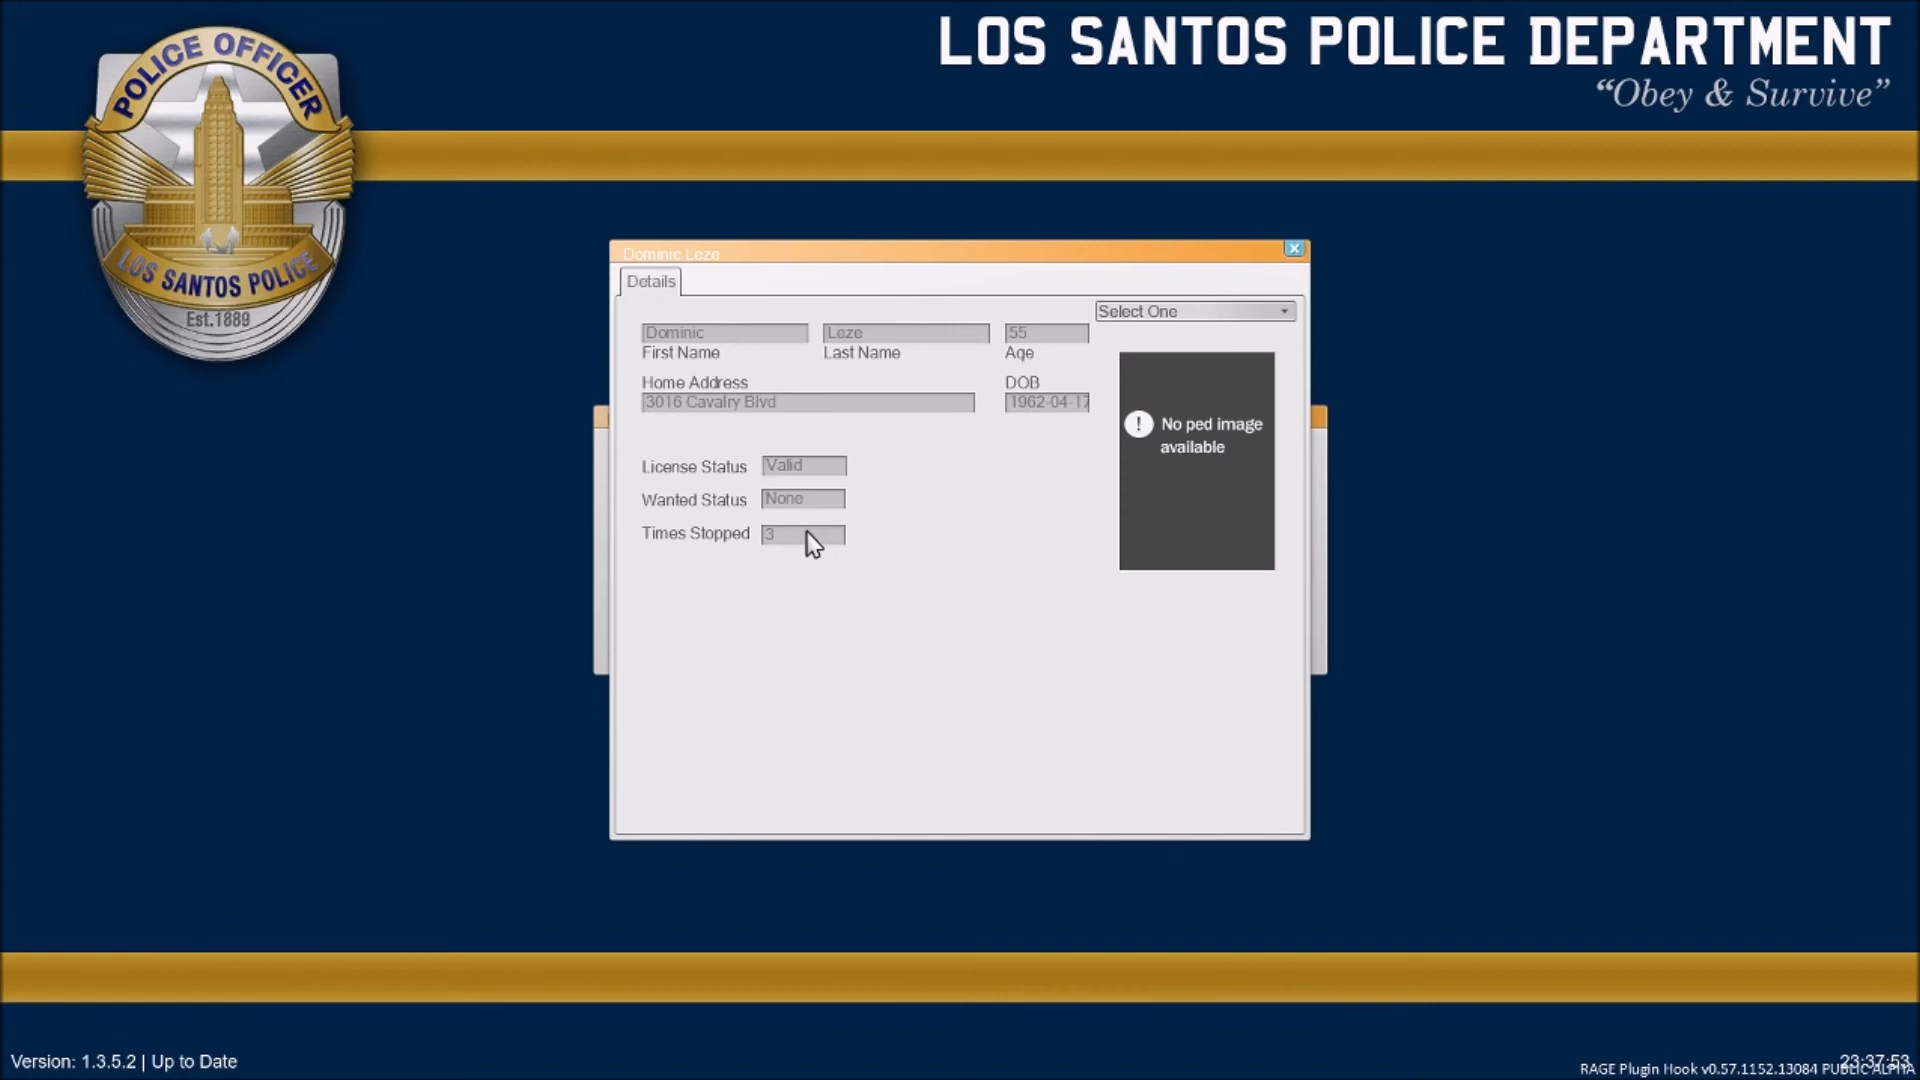 POLICE OFFICER
LOS SANTOS POLICE
Est.1889
LOS SANTOS POLICE DEPARTMENT
“Obey & Survive”
Dominic Leze
Details
Select One
Dominic Leze 55
First Name Last Name Age
Home Address DOB
3016 Cavalry Blvd 1962-04-17
No ped image
available
License Status Valid
Wanted Status None
Times Stopped 3
Version: 1.3.5.2 | Up to Date
23:37:53
RAGE Plugin Hook v0.57.1152.13084 PUBLIC ALPHA